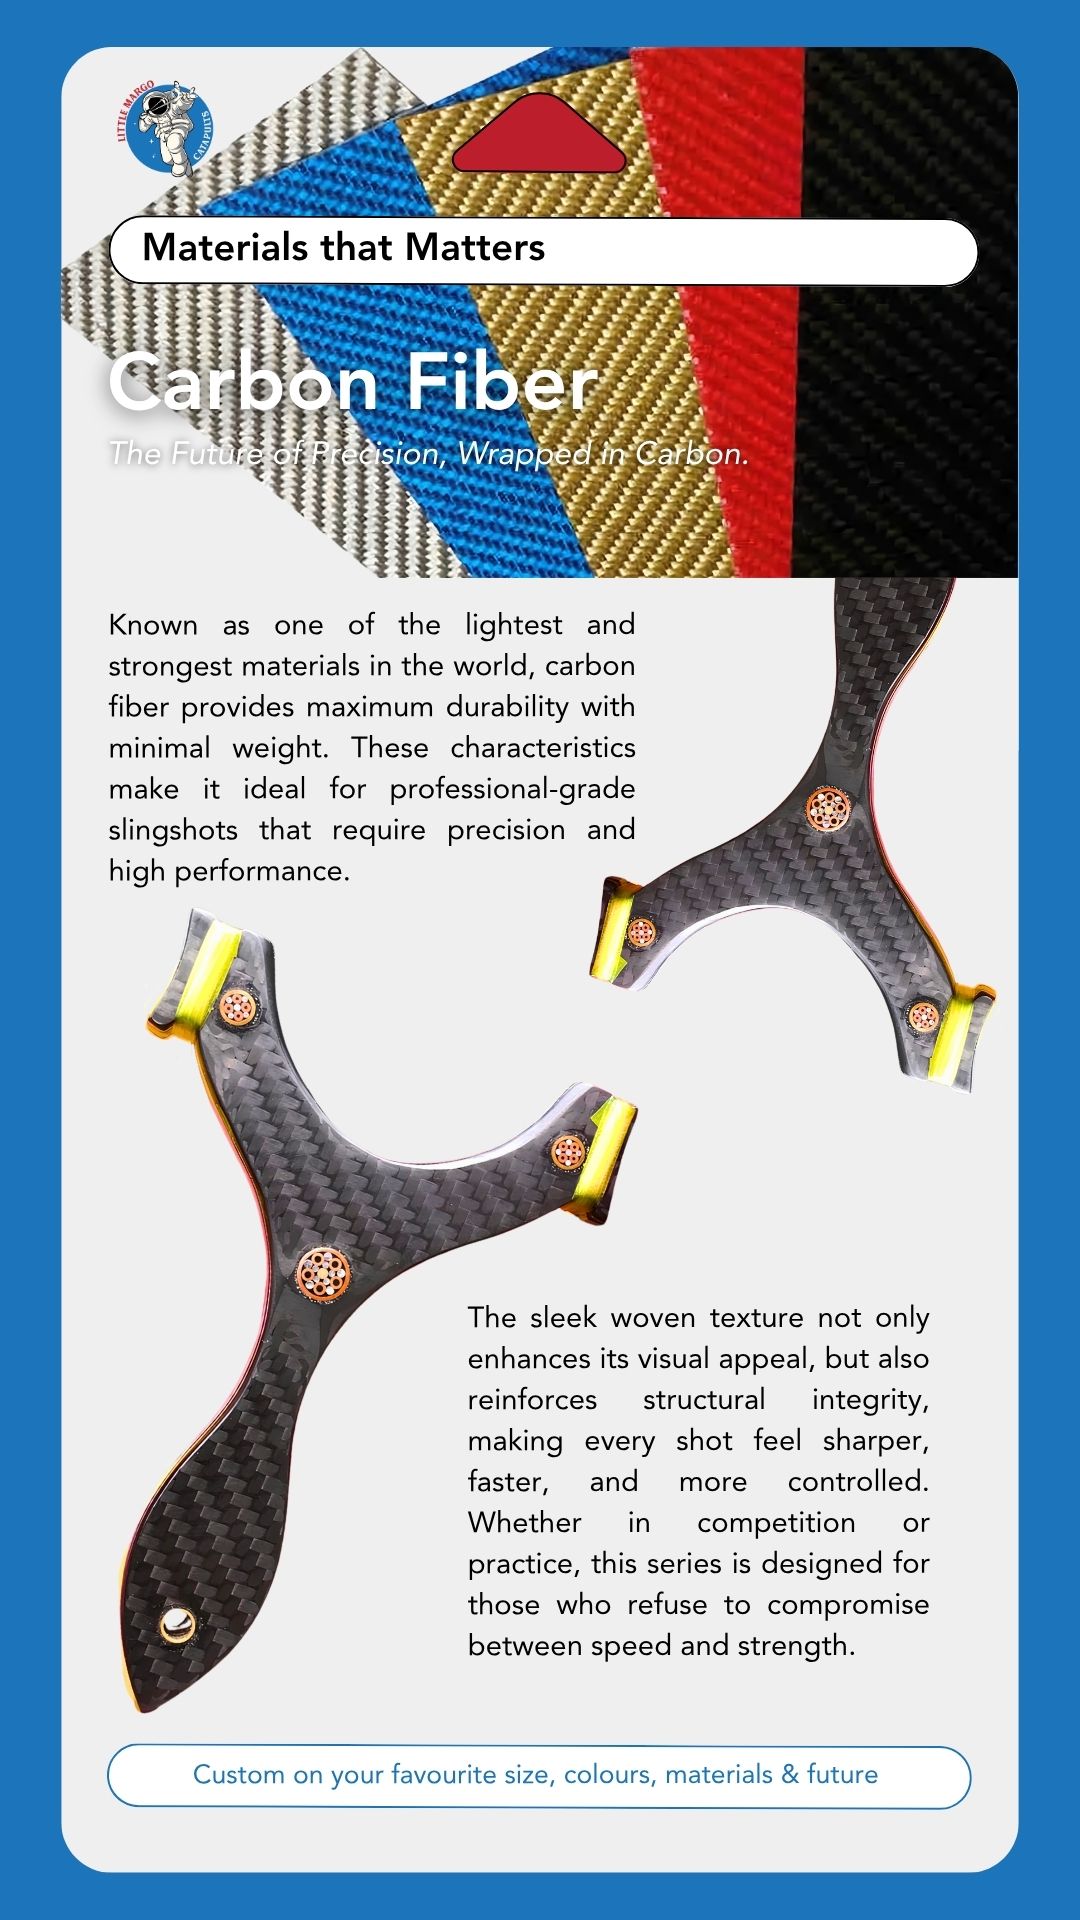 LITTLE MARGO
CATAPULTS
Materials that Matters
Carbon Fiber
The Future of Precision, Wrapped in Carbon.
Known as one of the lightest and
strongest materials in the world, carbon
fiber provides maximum durability with
minimal weight. These characteristics
make it ideal for professional-grade
slingshots that require precision and
high performance.
The sleek woven texture not only
enhances its visual appeal, but also
reinforces structural integrity,
making every shot feel sharper,
faster, and more controlled.
Whether in competition or
practice, this series is designed for
those who refuse to compromise
between speed and strength.
Custom on your favourite size, colours, materials & future